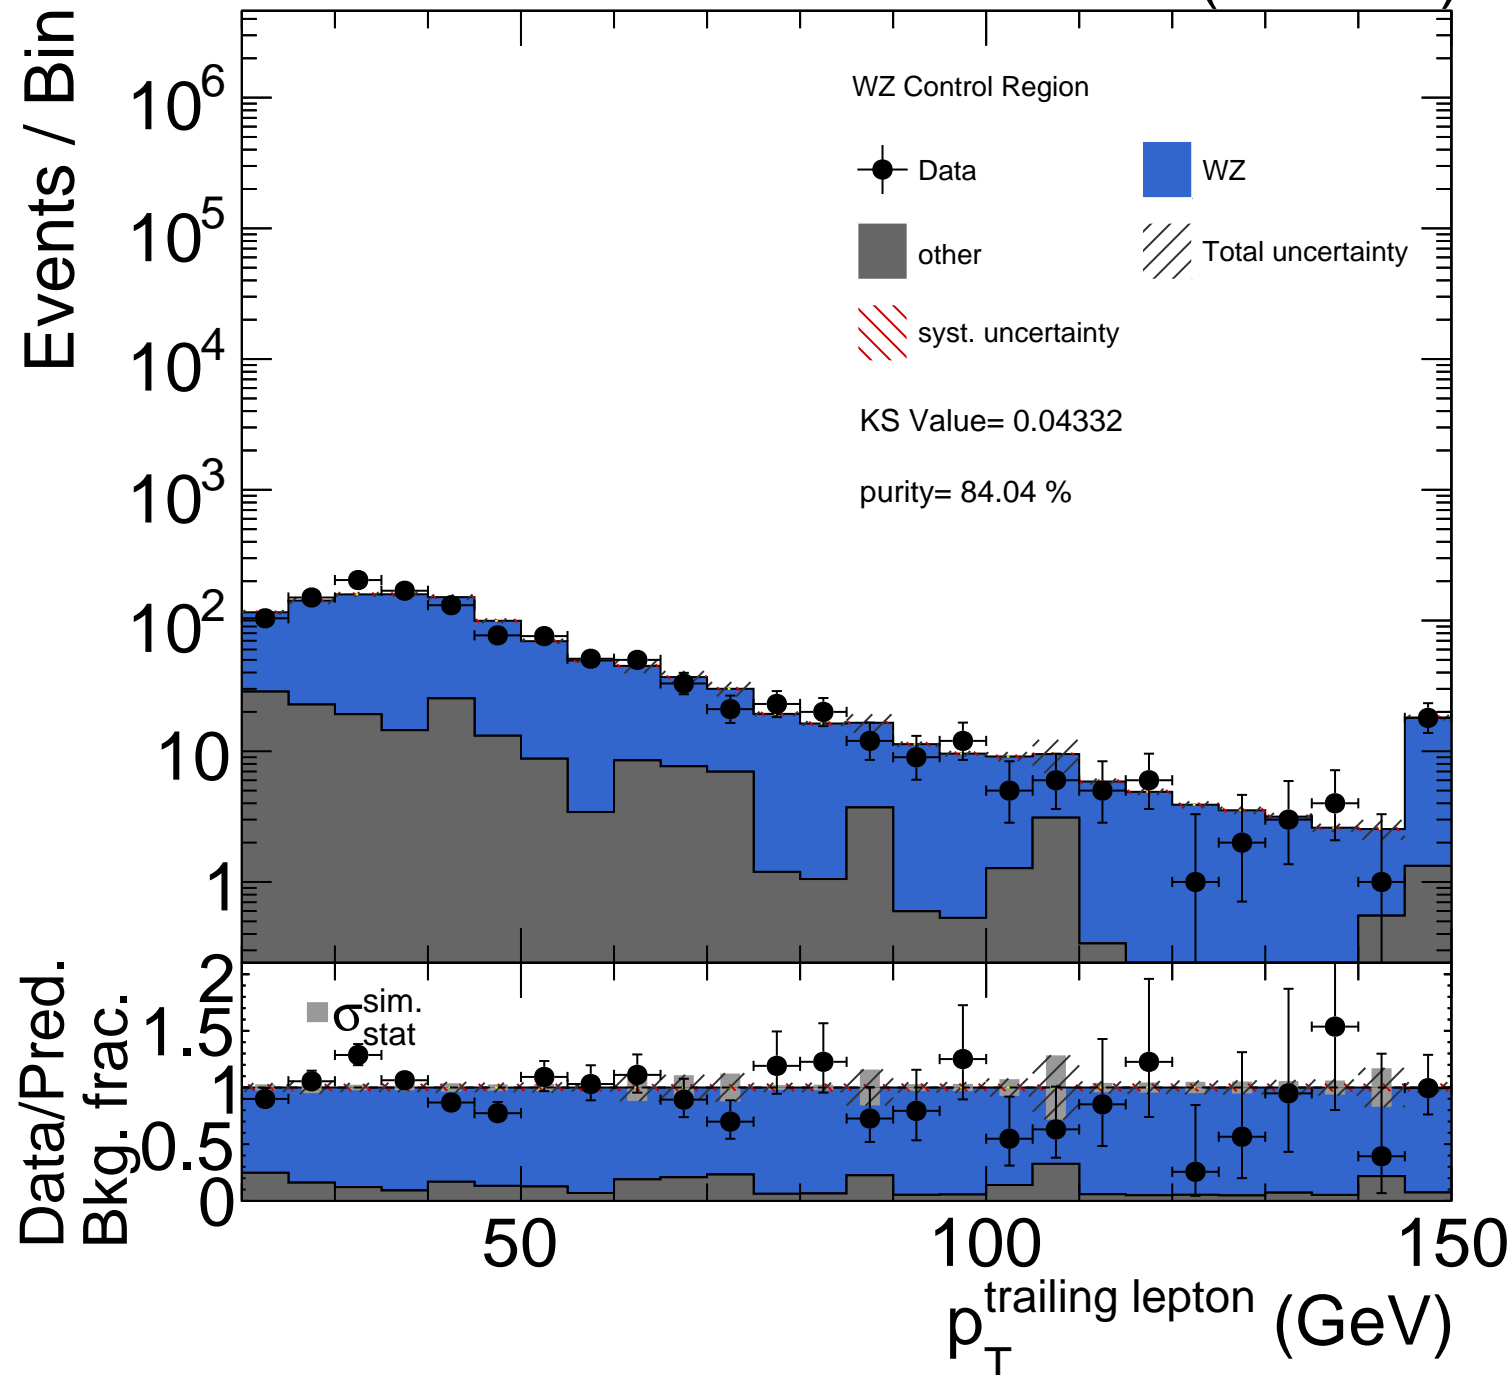 Events / Bin
10^6
10^5
10^4
10^3
10^2
10
1
WZ Control Region
Data
WZ
other
Total uncertainty
syst. uncertainty
KS Value= 0.04332
purity= 84.04 %
Data/Pred.
Bkg. frac.
2
1.5
1
0.5
0
σ_stat^sim.
50
100
150
p_T^trailing lepton (GeV)